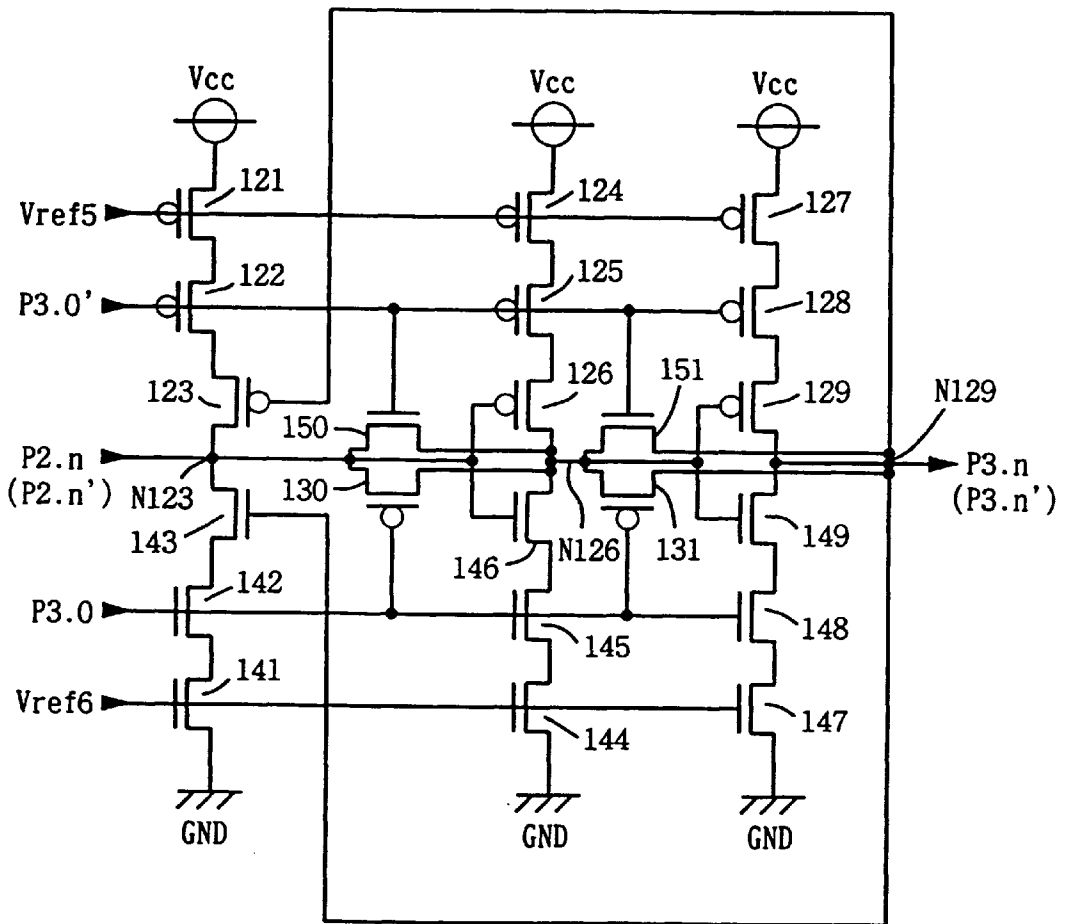 Vcc
Vcc
Vcc
121
124
127
Vref5
122
125
128
P3.0'
123
126
151
129
N129
150
P2.n
(P2.n')
N123
130
P3.n
(P3.n')
143
146
N126
131
149
142
P3.0
145
148
141
Vref6
144
147
GND
GND
GND